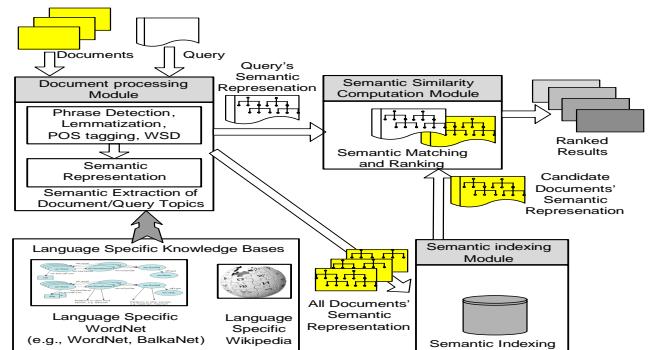 Documents
Query
Document processing
Module
Phrase Detection,
Lemmatization,
POS tagging, WSD
Semantic
Representation
Semantic Extraction of
Document/Query Topics
Query's
Semantic
Represenation
Semantic Similarity
Computation Module
Semantic Matching
and Ranking
Ranked
Results
Candidate
Documents'
Semantic
Represenation
Language Specific Knowledge Bases
Language Specific
WordNet
(e.g., WordNet, BalkaNet)
Language
Specific
Wikipedia
All Documents'
Semantic
Representation
Semantic indexing
Module
Semantic Indexing